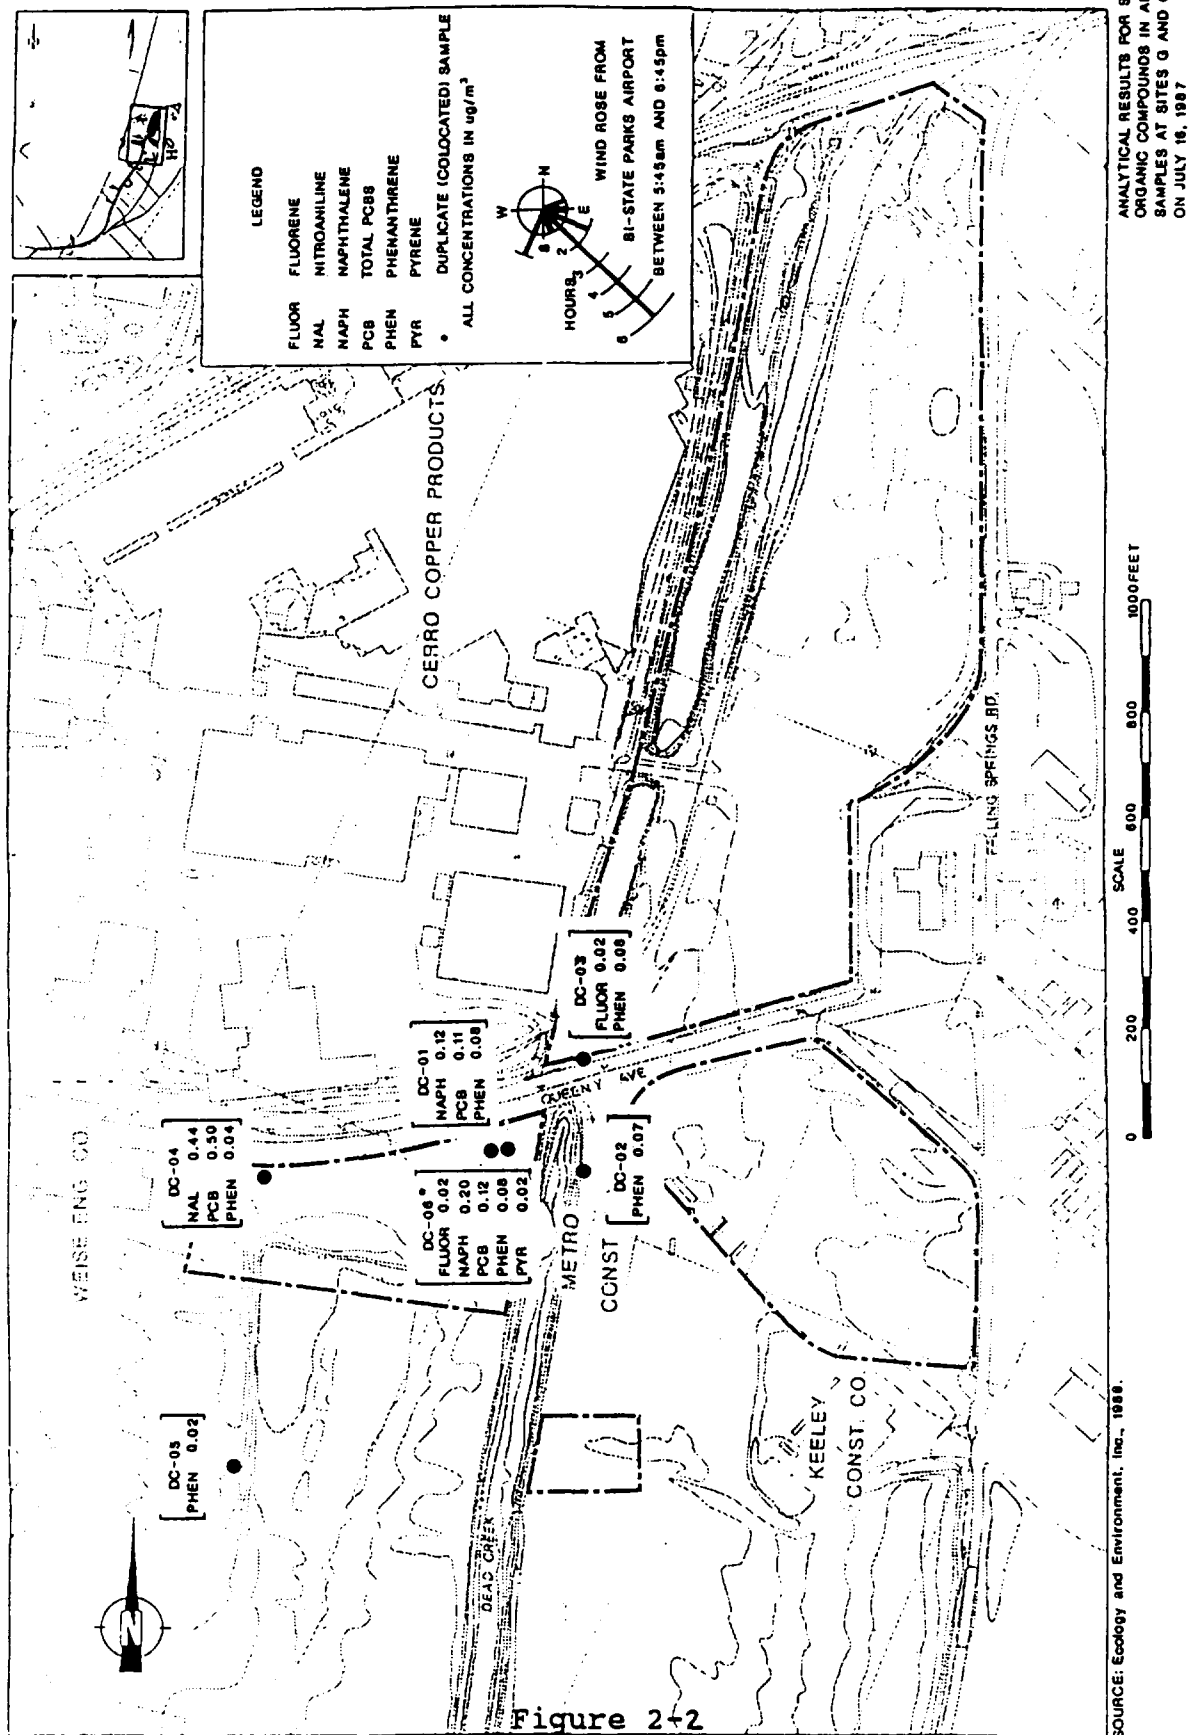 LEGEND
FLUOR FLUORENE
NAL NITROANILINE
NAPH NAPHTHALENE
PCB TOTAL PCBS
PHEN PHENANTHRENE
PYR PYRENE
* DUPLICATE (COLOCATED) SAMPLE
ALL CONCENTRATIONS IN ug/m³
W
N
S
E
HOURS
2
3
4
5
6
WIND ROSE FROM
BI-STATE PARKS AIRPORT
BETWEEN 5:45am AND 6:45pm
WEISE ENG CO.
CERRO COPPER PRODUCTS
DC-05
PHEN 0.02
DC-04
NAL 0.44
PCB 0.50
PHEN 0.04
DC-01
NAPH 0.12
PCB 0.11
PHEN 0.08
DC-06*
FLUOR 0.02
NAPH 0.20
PCB 0.12
PHEN 0.08
PYR 0.02
DC-03
FLUOR 0.02
PHEN 0.08
DC-02
PHEN 0.07
QUEENY AVE
METRO
CONST
DEAD CREEK
KEELEY
CONST CO.
FALLING SPRINGS RD.
N
SCALE
0 200 400 600 800 1000 FEET
SOURCE: Ecology and Environment, Inc., 1988.
ANALYTICAL RESULTS FOR
ORGANIC COMPOUNDS IN
SAMPLES AT SITES G AND
ON JULY 16, 1987
Figure 2-2